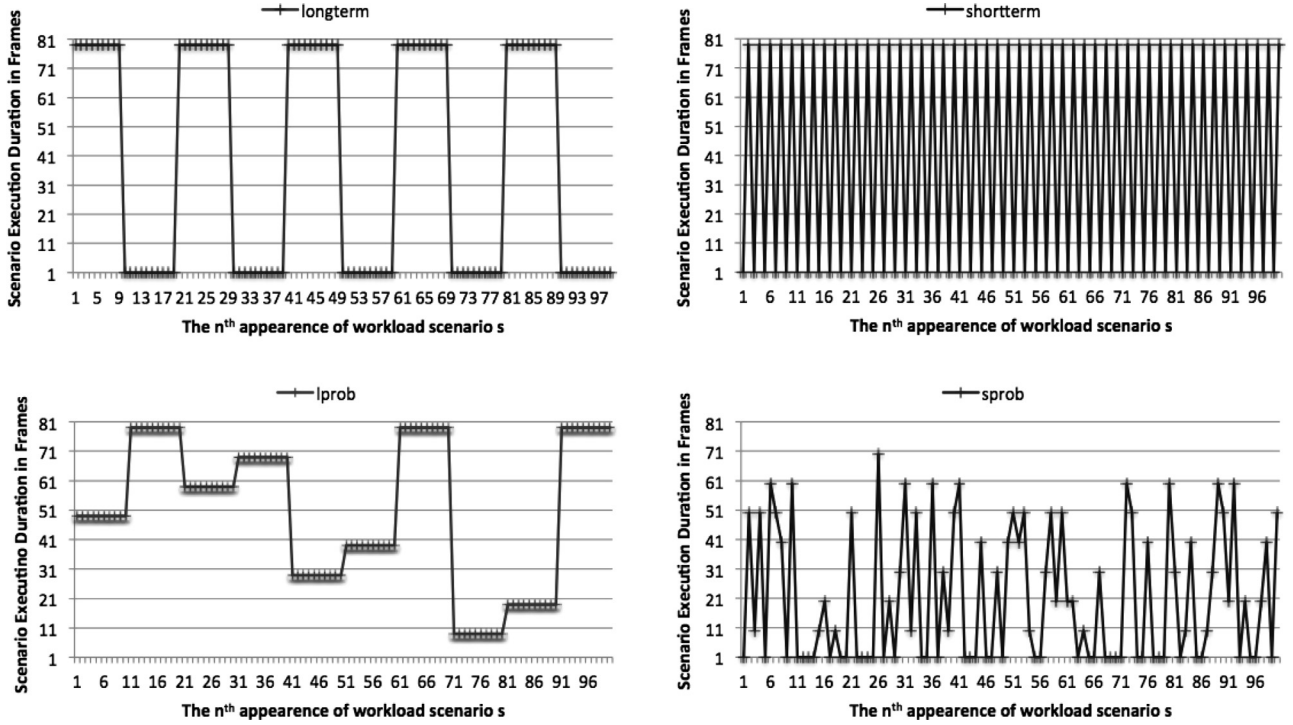 longterm
Scenario Execution Duration in Frames
81
71
61
51
41
31
21
11
1
1 5 9 13 17 21 25 29 33 37 41 45 49 53 57 61 65 69 73 77 81 85 89 93 97
The nth appearence of workload scenario s
shortterm
Scenario Execution Duration in Frames
81
71
61
51
41
31
21
11
1
1 6 11 16 21 26 31 36 41 46 51 56 61 66 71 76 81 86 91 96
The nth appearence of workload scenario s
lprob
Scenario Executino Duration in Frames
81
71
61
51
41
31
21
11
1
1 6 11 16 21 26 31 36 41 46 51 56 61 66 71 76 81 86 91 96
The nth appearence of workload scenario s
sprob
Scenario Execution Duration in Frames
81
71
61
51
41
31
21
11
1
1 6 11 16 21 26 31 36 41 46 51 56 61 66 71 76 81 86 91 96
The nth appearence of workload scenario s